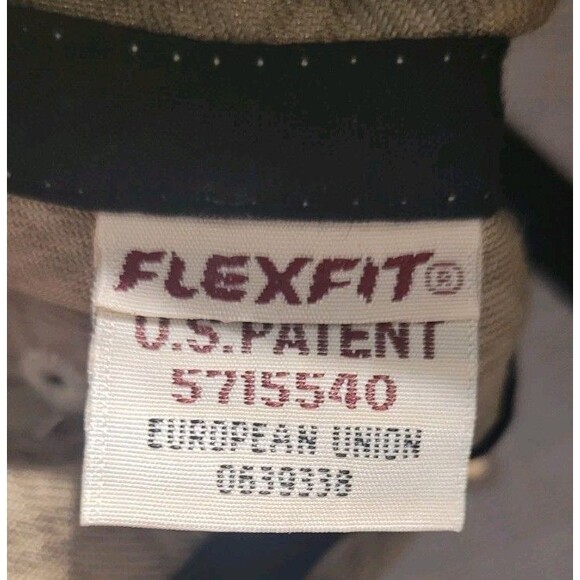 FLEXFIT®
U.S. PATENT
5715540
EUROPEAN UNION
0639338